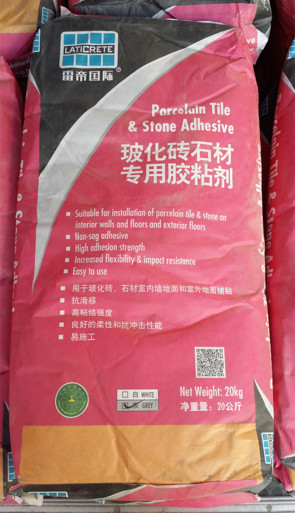 LATICRETE
雷帝国际®
Porcelain Tile
& Stone Adhesive
玻化砖石材
专用胶粘剂
▪ Suitable for installation of porcelain tile & stone on
interior walls and floors and exterior floors
▪ Non-sag adhesive
▪ High adhesion strength
▪ Increased flexibility & impact resistance
▪ Easy to use
▪ 用于玻化砖、石材室内墙地面和室外地面铺贴
▪ 抗滑移
▪ 高粘结强度
▪ 良好的柔性和抗冲击性能
▪ 易施工
白 WHITE
灰 GREY
Net Weight: 20kg
净重量：20公斤